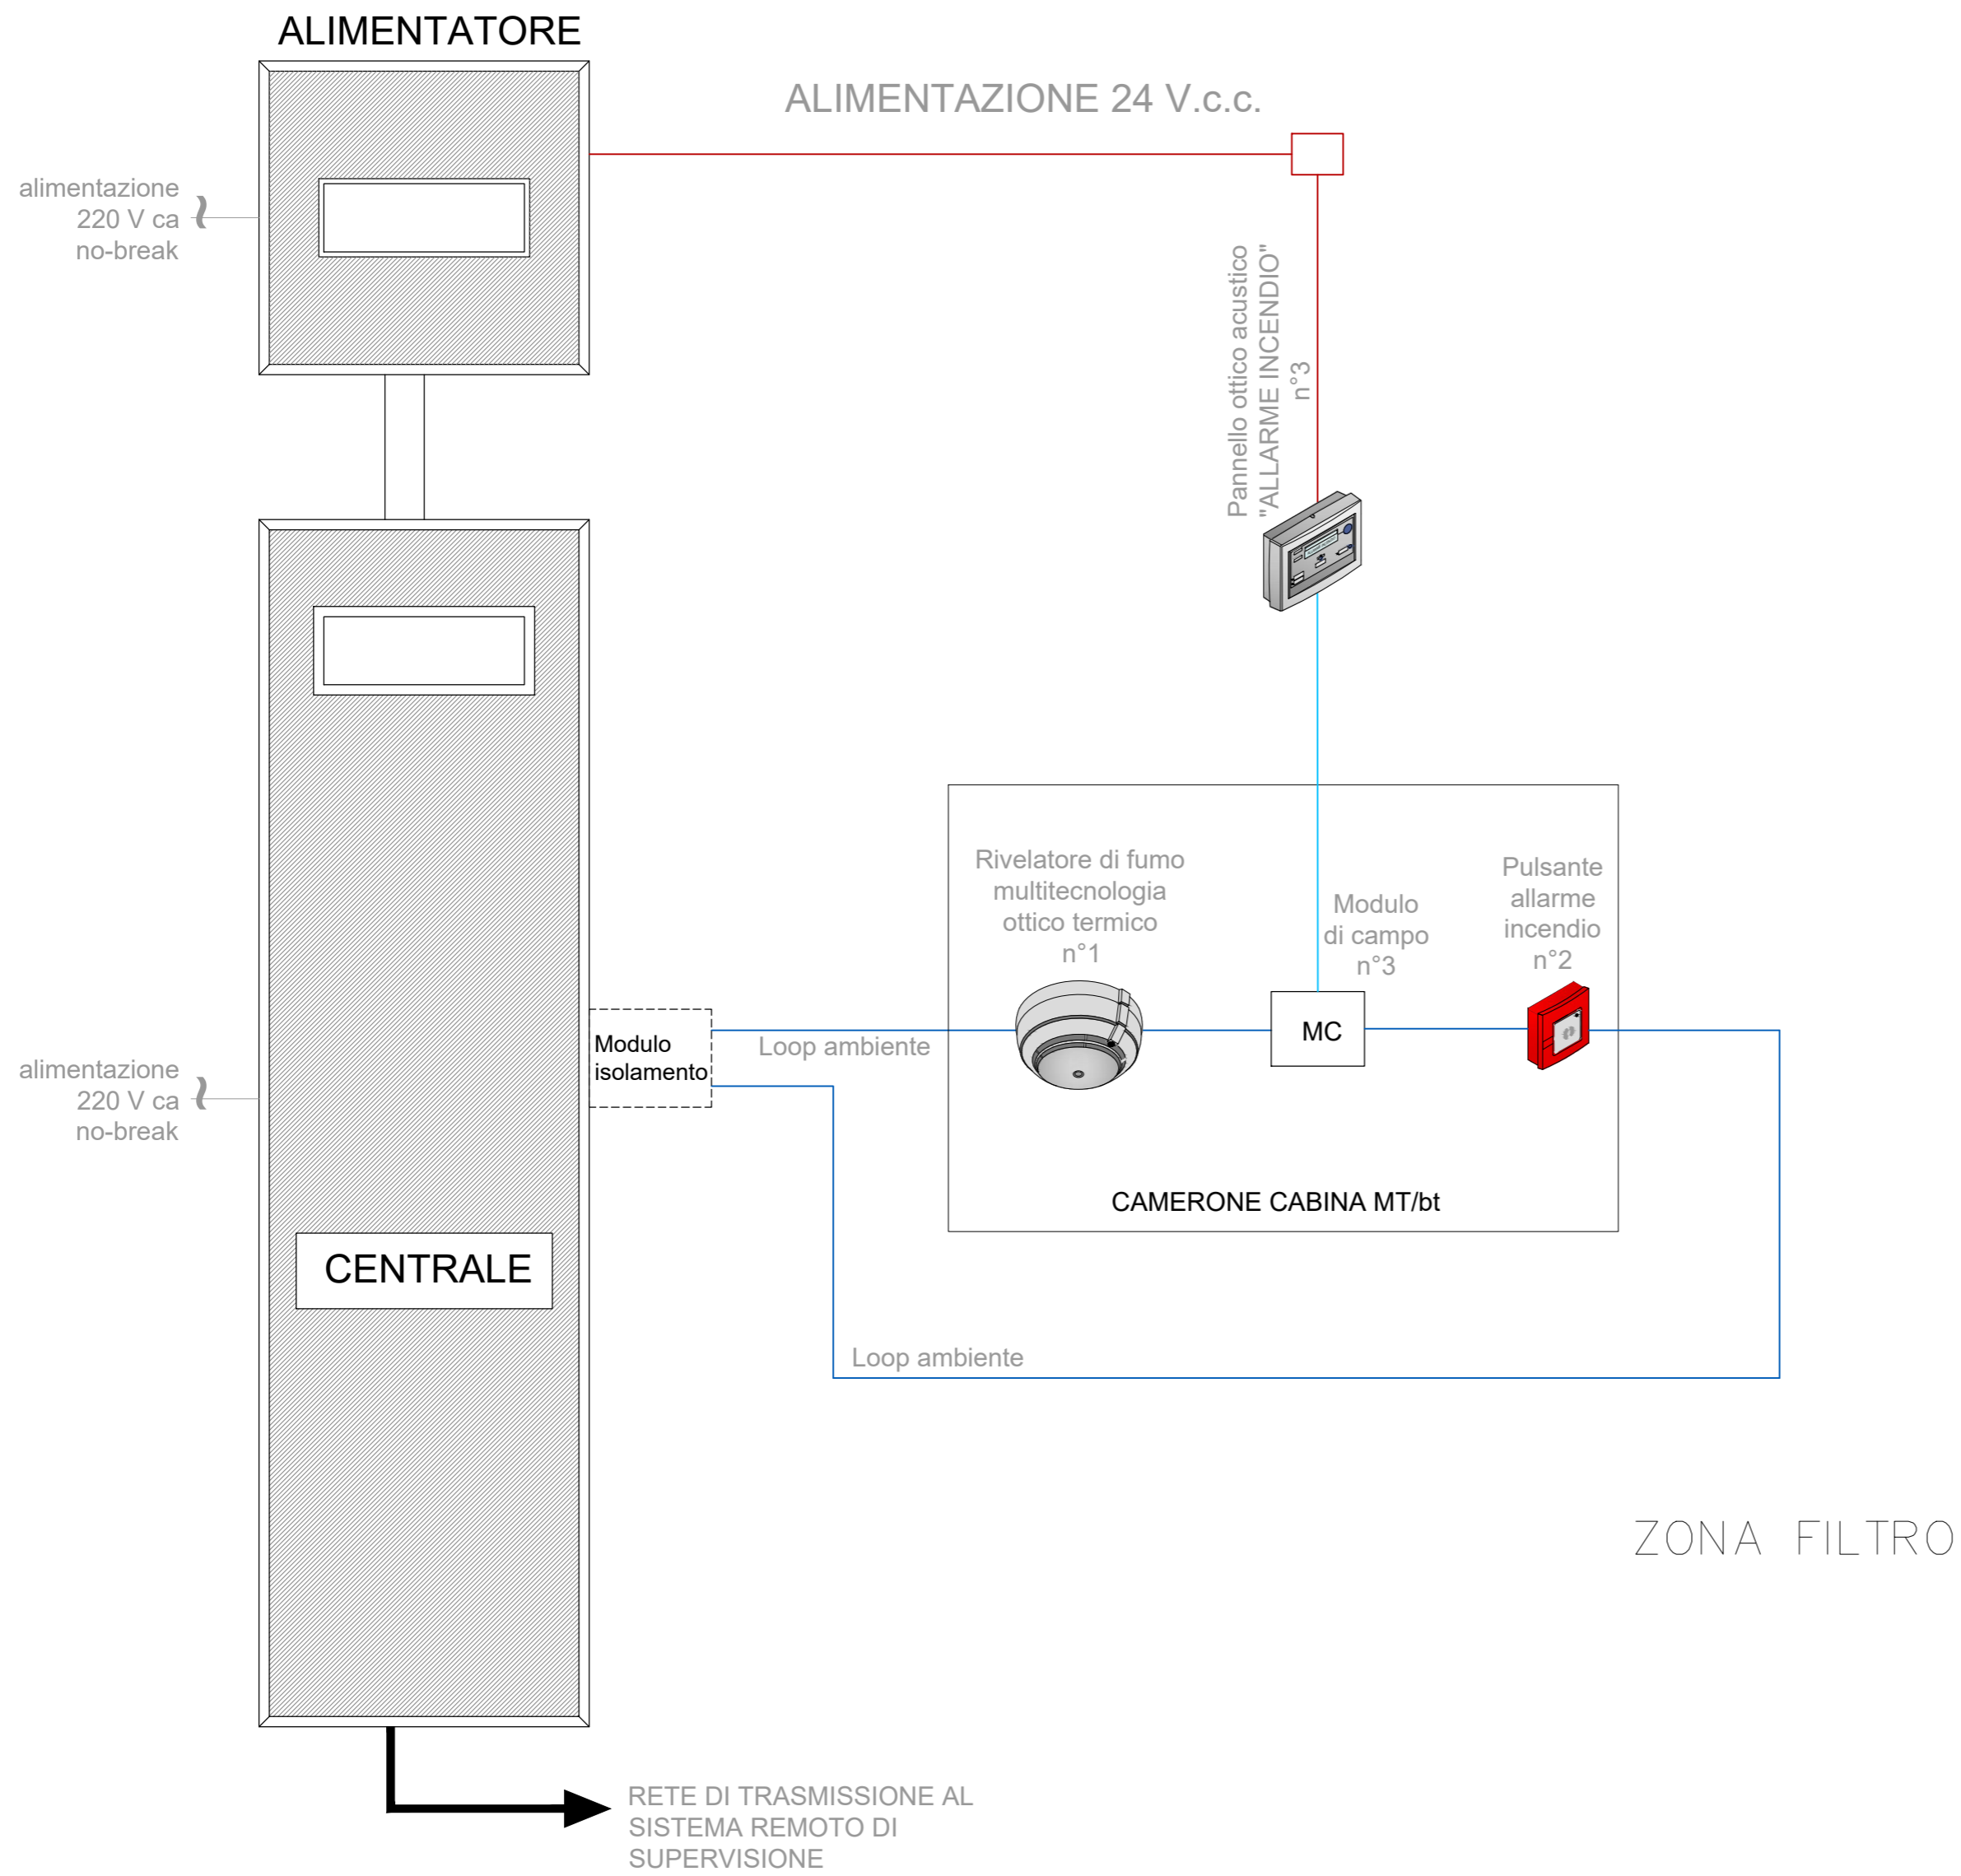 ALIMENTATORE
ALIMENTAZIONE 24 V.c.c.
alimentazione
220 V ca
no-break
Pannello ottico acustico
"ALLARME INCENDIO"
n°3
Rivelatore di fumo
multitecnologia
ottico termico
n°1
Modulo
di campo
n°3
Pulsante
allarme
incendio
n°2
MC
Modulo
isolamento
Loop ambiente
alimentazione
220 V ca
no-break
CAMERONE CABINA MT/bt
CENTRALE
Loop ambiente
ZONA FILTRO
RETE DI TRASMISSIONE AL
SISTEMA REMOTO DI
SUPERVISIONE